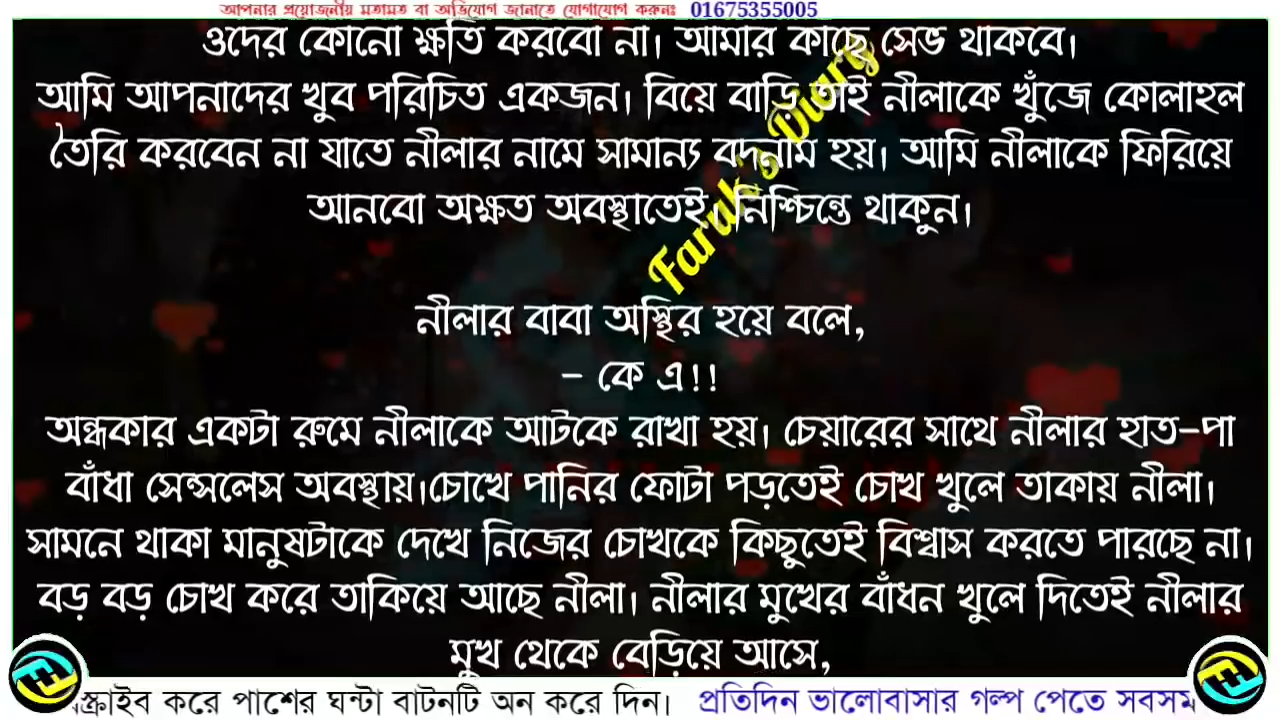 আপনার প্রয়োজনীয় মতামত বা অভিযোগ জানাতে যোগাযোগ করুনঃ 01675355005
ওদের কোনো ক্ষতি করবো না। আমার কাছে সেভ থাকবে।
আমি আপনাদের খুব পরিচিত একজন। বিয়ে বাড়ি তাই নীলাকে খুঁজে কোলাহল
তৈরি করবেন না যাতে নীলার নামে সামান্য বদনাম হয়। আমি নীলাকে ফিরিয়ে
আনবো অক্ষত অবস্থাতেই। নিশ্চিন্তে থাকুন।
Faruk's Diary
নীলার বাবা অস্থির হয়ে বলে,
– কে এ!!
অন্ধকার একটা রুমে নীলাকে আটকে রাখা হয়। চেয়ারের সাথে নীলার হাত-পা
বাঁধা সেন্সলেস অবস্থায়।চোখে পানির ফোটা পড়তেই চোখ খুলে তাকায় নীলা।
সামনে থাকা মানুষটাকে দেখে নিজের চোখকে কিছুতেই বিশ্বাস করতে পারছে না।
বড় বড় চোখ করে তাকিয়ে আছে নীলা। নীলার মুখের বাঁধন খুলে দিতেই নীলার
মুখ থেকে বেড়িয়ে আসে,
করে পাশের ঘন্টা বাটনটি অন করে দিন। প্রতিদিন ভালোবাসার গল্প পেতে